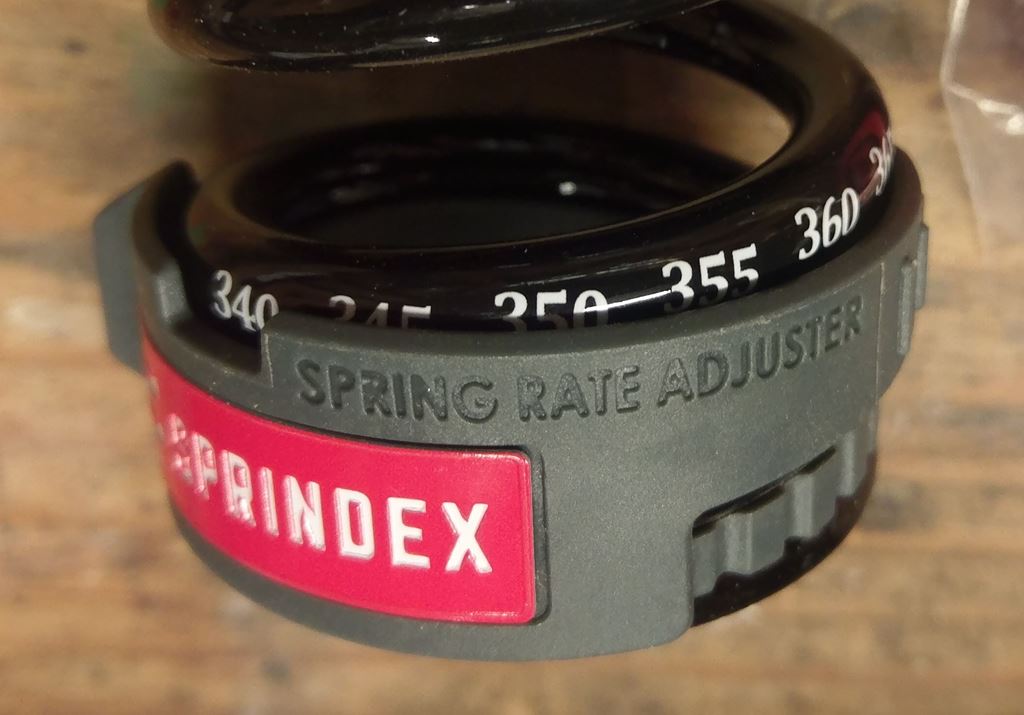 340 345 350 355 360
SPRING RATE ADJUSTER
SPRINDEX